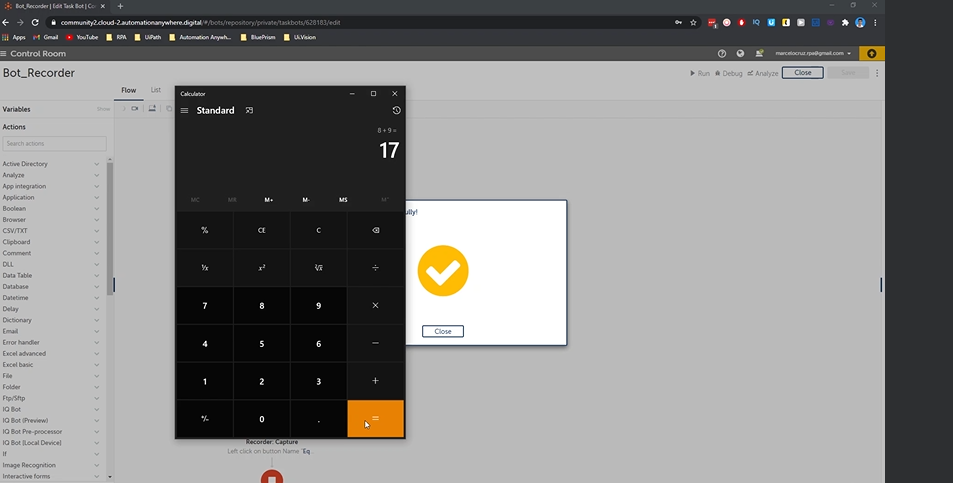 Bot_Recorder | Edit Task Bot | Co
community2.cloud-2.automationanywhere.digital/#/bots/repository/private/taskbots/628183/edit
Apps Gmail YouTube RPA UiPath Automation Anywh... BluePrism Ui.Vision
Control Room
marcelocruz.rpa@gmail.com
Bot_Recorder
Run Debug Analyze Close Save
Flow List
Variables Show
Actions
Search actions
Active Directory
Analyze
App integration
Application
Boolean
Browser
CSV/TXT
Clipboard
Comment
DLL
Data Table
Database
Datetime
Delay
Dictionary
Email
Error handler
Excel advanced
Excel basic
File
Folder
Ftp/Sftp
IQ Bot
IQ Bot (Preview)
IQ Bot Pre-processor
IQ Bot [Local Device]
If
Image Recognition
Interactive forms
Calculator
Standard
8 + 9 =
17
MC MR M+ M- MS M˅
% CE C
¹/x x² ²√x ÷
7 8 9 ×
4 5 6 −
1 2 3 +
+/− 0 . =
ully!
Close
Recorder: Capture
Left click on button Name "Eq...